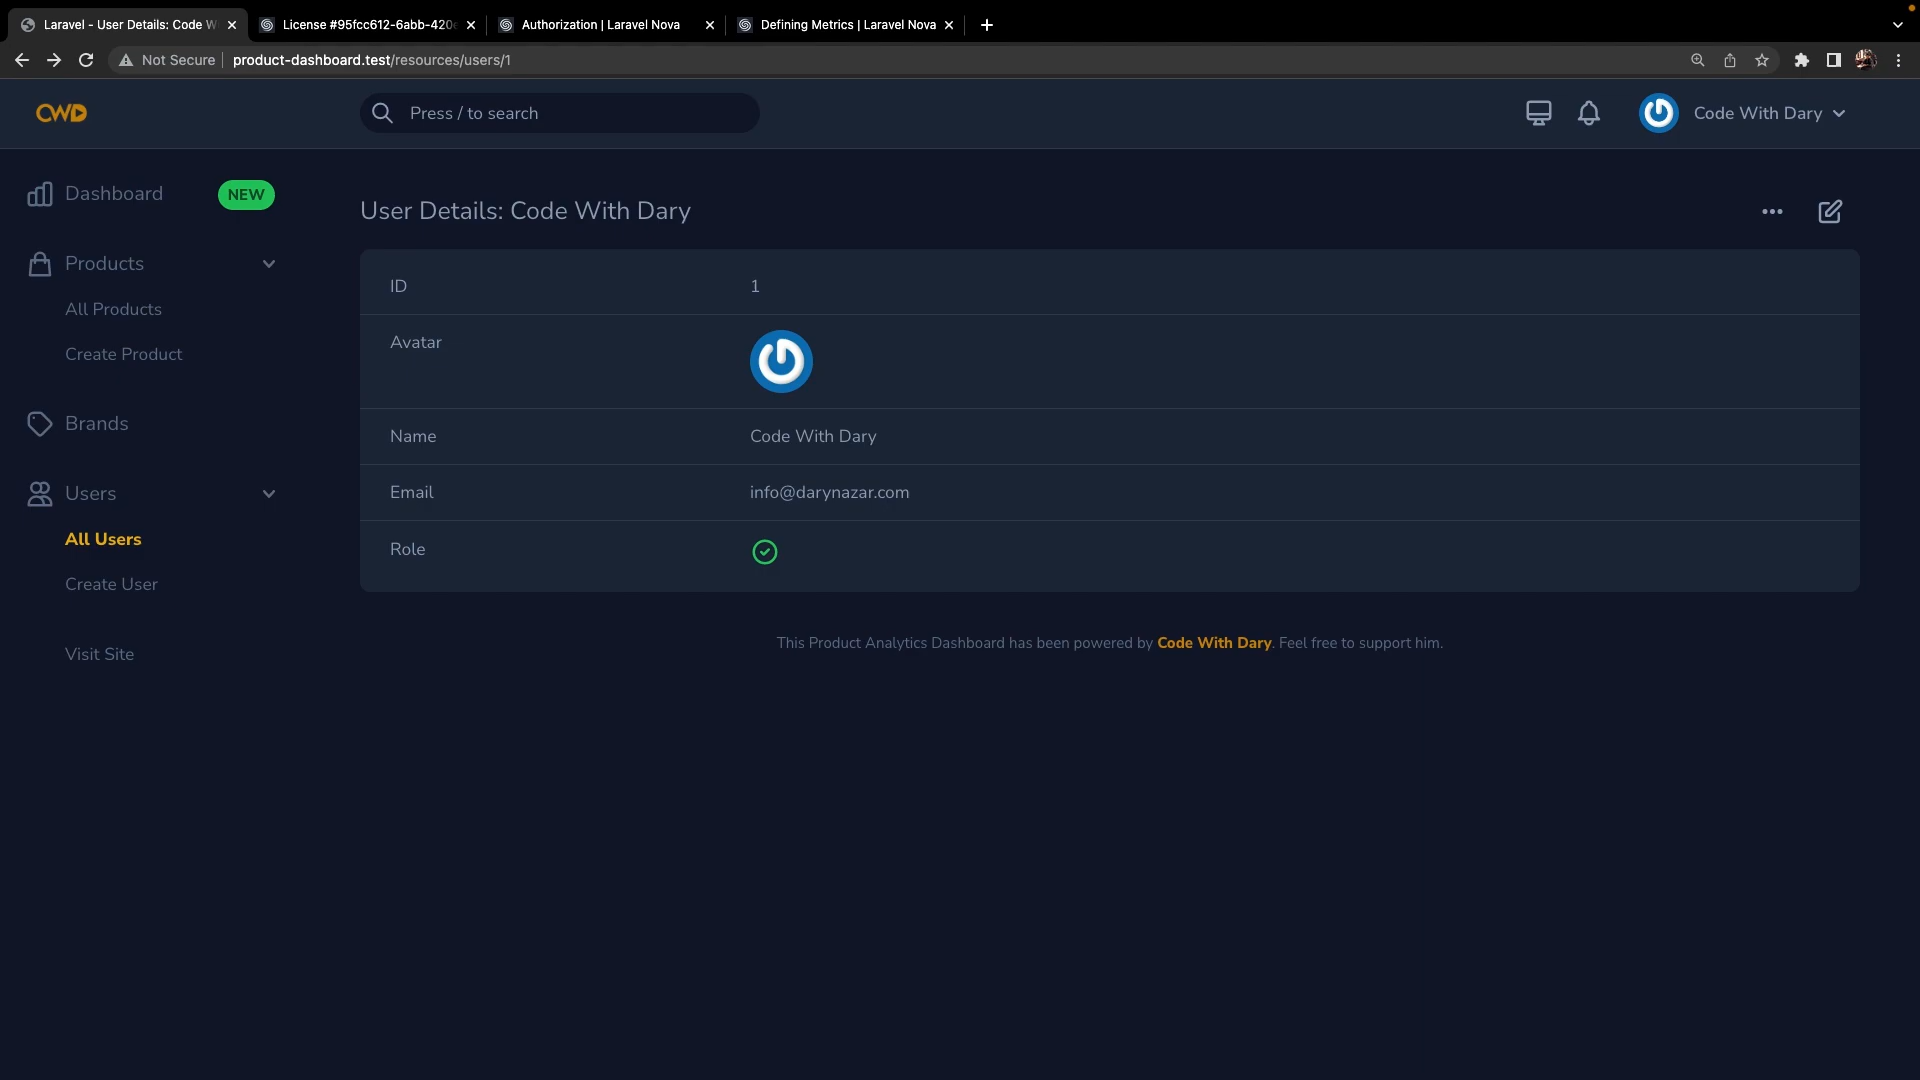 Laravel - User Details: Code W
License #95fcc612-6abb-420e
Authorization | Laravel Nova
Defining Metrics | Laravel Nova
Not Secure
product-dashboard.test/resources/users/1
CWD
Press / to search
Code With Dary
Dashboard
NEW
Products
All Products
Create Product
Brands
Users
All Users
Create User
Visit Site
User Details: Code With Dary
ID
1
Avatar
Name
Code With Dary
Email
info@darynazar.com
Role
This Product Analytics Dashboard has been powered by Code With Dary. Feel free to support him.